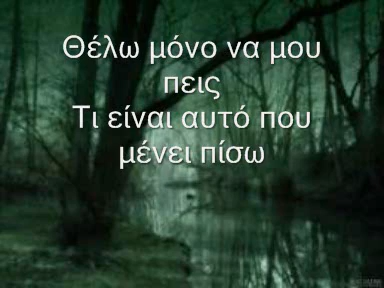 Θέλω μόνο να μου
πεις
Τι είναι αυτό που
μένει πίσω